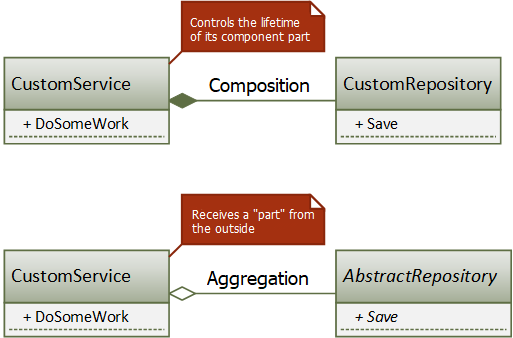 Controls the lifetime
of its component part
CustomService
Composition
CustomRepository
+ DoSomeWork
+ Save
Receives a "part" from
the outside
CustomService
Aggregation
AbstractRepository
+ DoSomeWork
+ Save